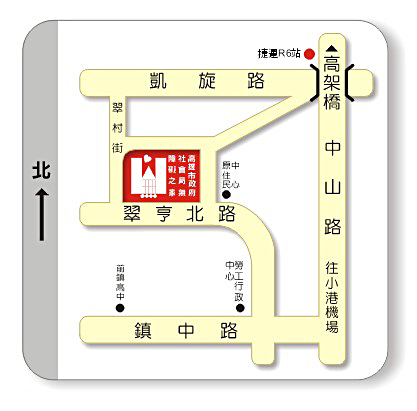 捷運R6站
高架橋
凱旋路
翠村街
中山路
北
高雄市政府
社會局無
障礙之家
原住民
中心
翠亨北路
往小港機場
前鎮高中
勞工行政
中心
鎮中路